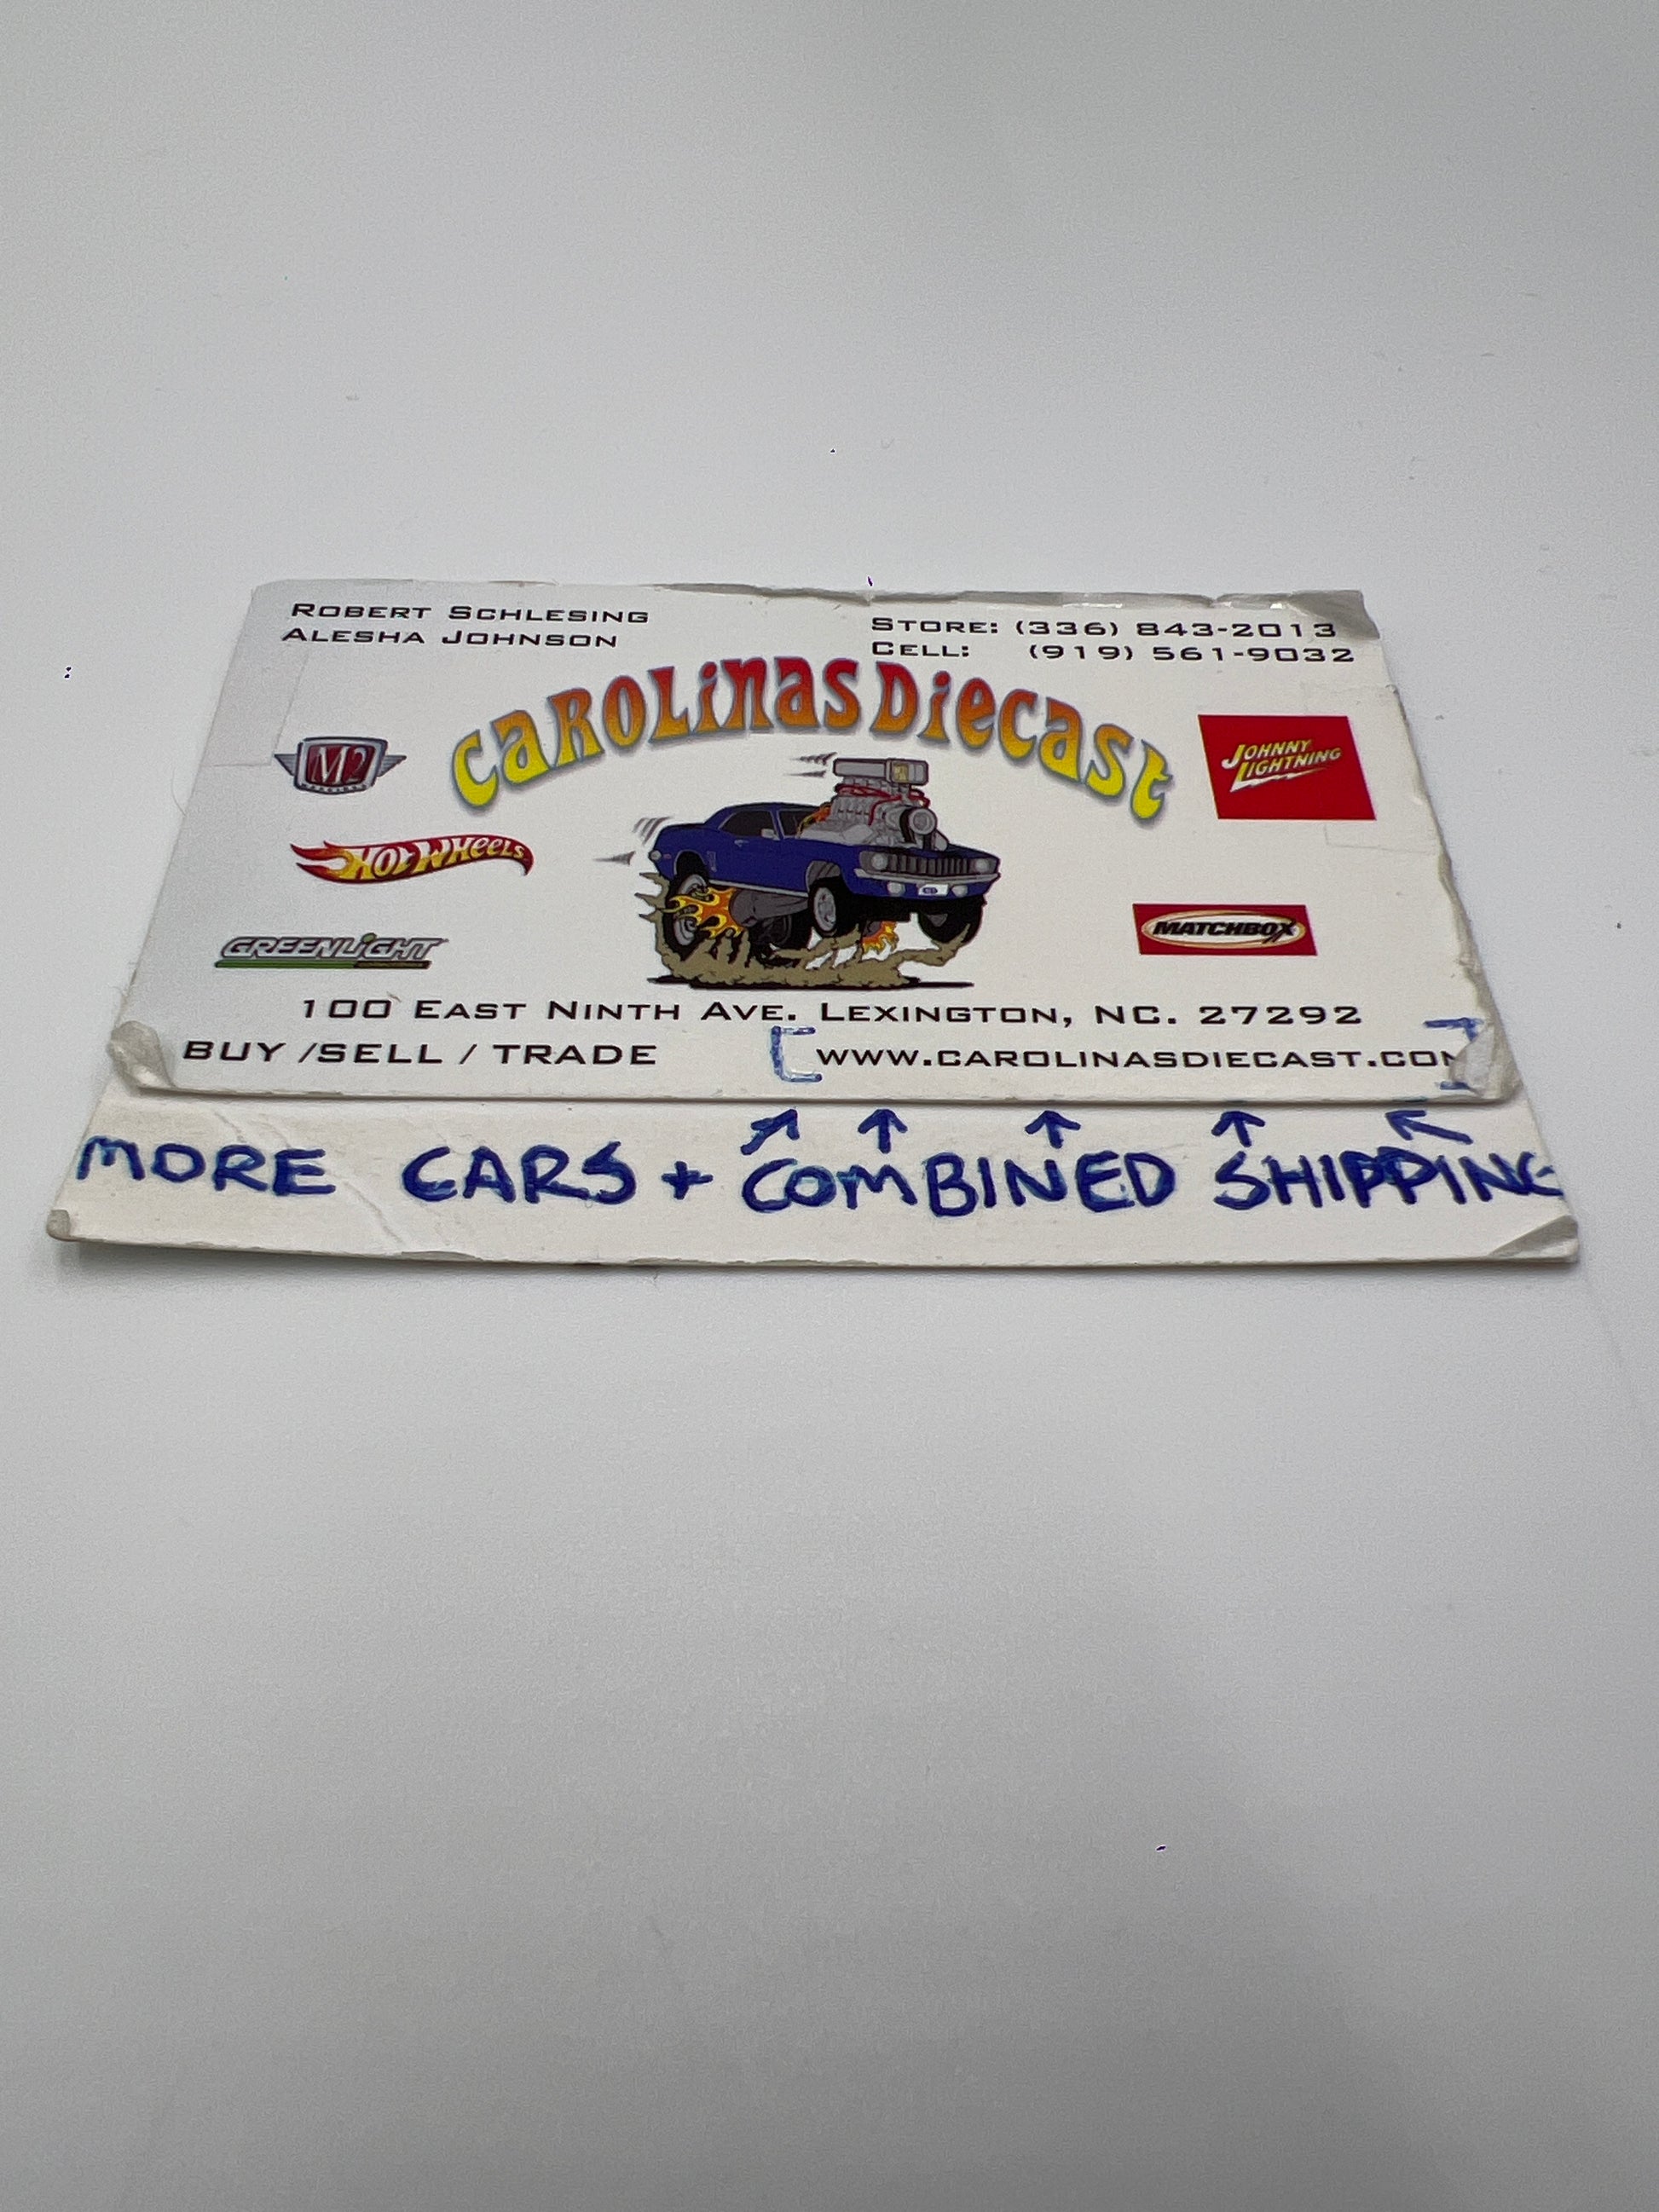 ROBERT SCHLESING
ALESHA JOHNSON
STORE: (336) 843-2013
CELL: (919) 561-9032
CAROLINAS DIECAST
M2
JOHNNY
LIGHTNING
HOT WHEELS
GREENLIGHT
MATCHBOX
100 EAST NINTH AVE. LEXINGTON, NC. 27292
BUY /SELL / TRADE
[WWW.CAROLINASDIECAST.COM]
MORE CARS + COMBINED SHIPPING